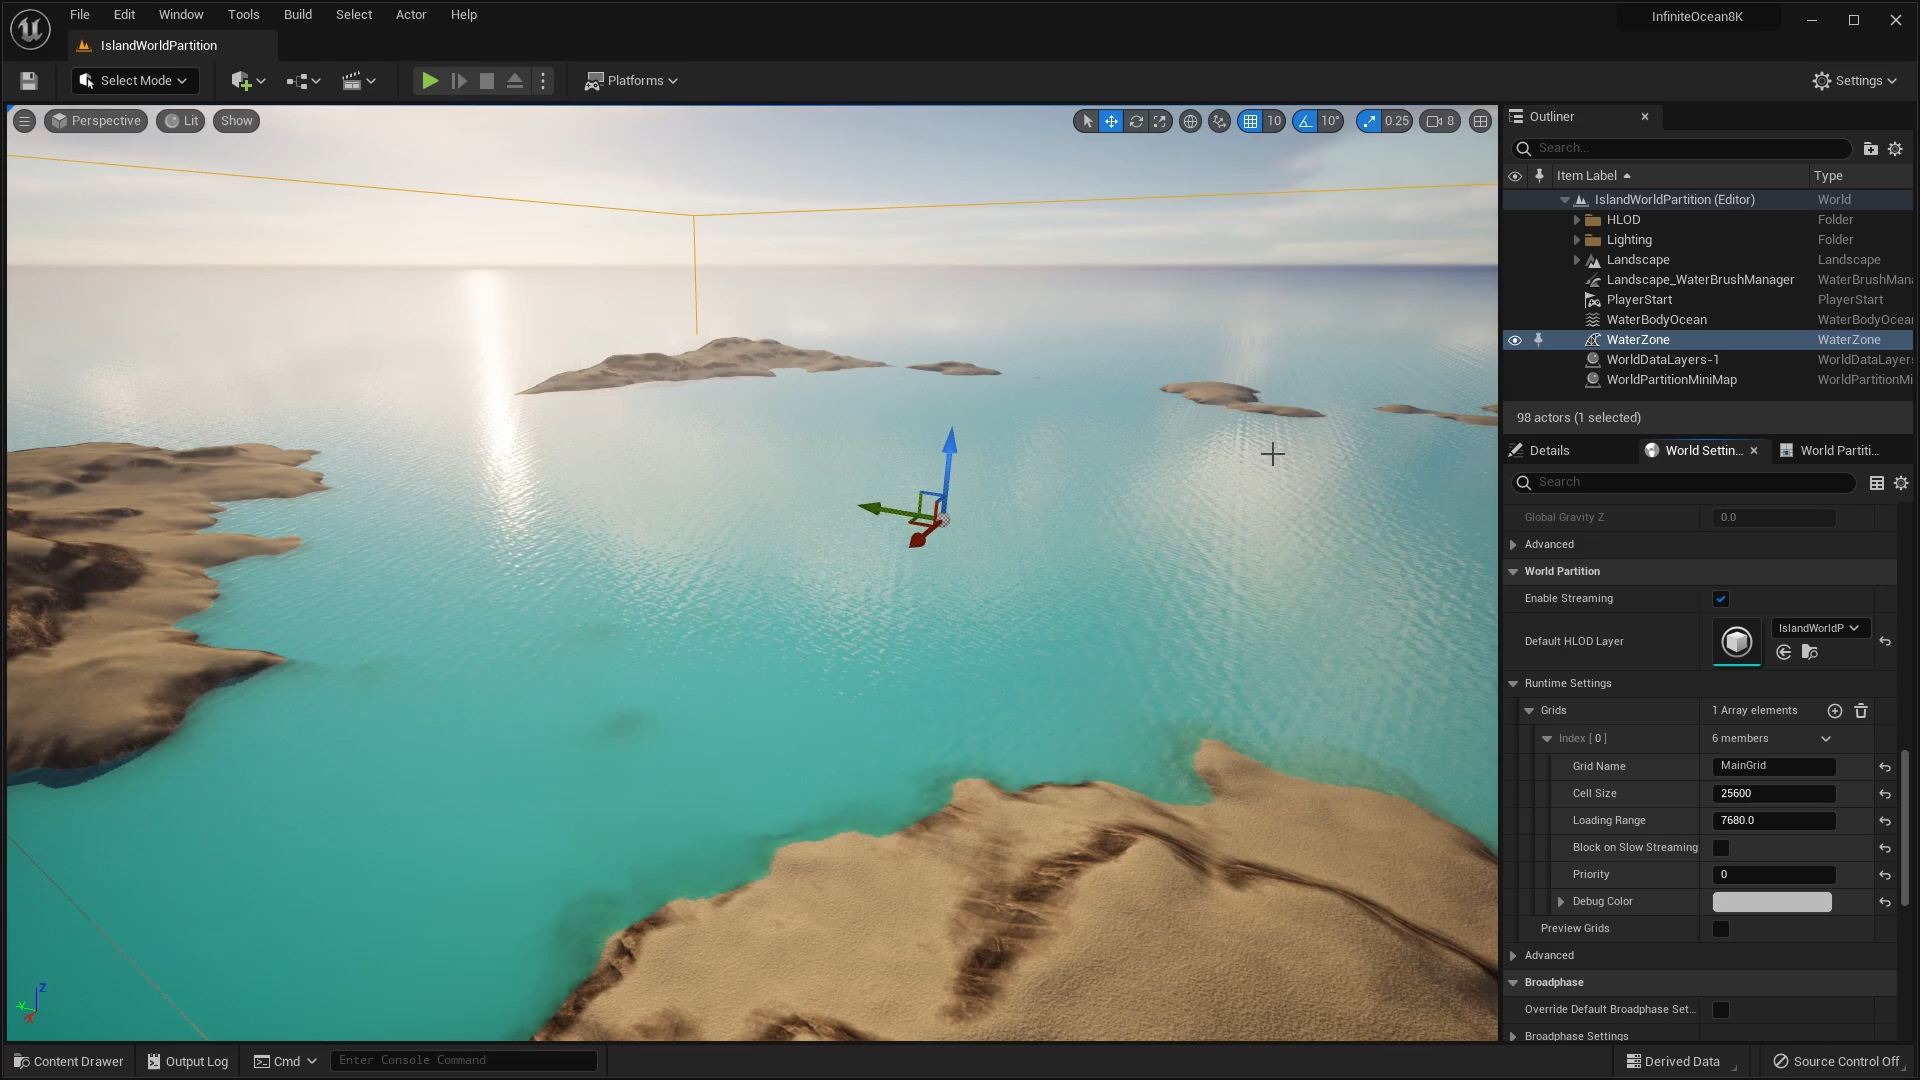 File Edit Window Tools Build Select Actor Help
InfiniteOcean8K
IslandWorldPartition
Select Mode
Platforms
Settings
Perspective
Lit
Show
10
10°
0.25
8
Outliner
Search...
Item Label
Type
IslandWorldPartition (Editor) World
HLOD Folder
Lighting Folder
Landscape Landscape
Landscape_WaterBrushManager WaterBrushMana
PlayerStart PlayerStart
WaterBodyOcean WaterBodyOcean
WaterZone WaterZone
WorldDataLayers-1 WorldDataLayers
WorldPartitionMiniMap WorldPartitionMi
98 actors (1 selected)
Details
World Settin...
World Partiti...
Search
Global Gravity Z 0.0
Advanced
World Partition
Enable Streaming
Default HLOD Layer
IslandWorldP
Runtime Settings
Grids 1 Array elements
Index [ 0 ] 6 members
Grid Name MainGrid
Cell Size 25600
Loading Range 7680.0
Block on Slow Streaming
Priority 0
Debug Color
Preview Grids
Advanced
Broadphase
Override Default Broadphase Set...
Broadphase Settings
Z
Y
X
Content Drawer
Output Log
Cmd
Enter Console Command
Derived Data
Source Control Off